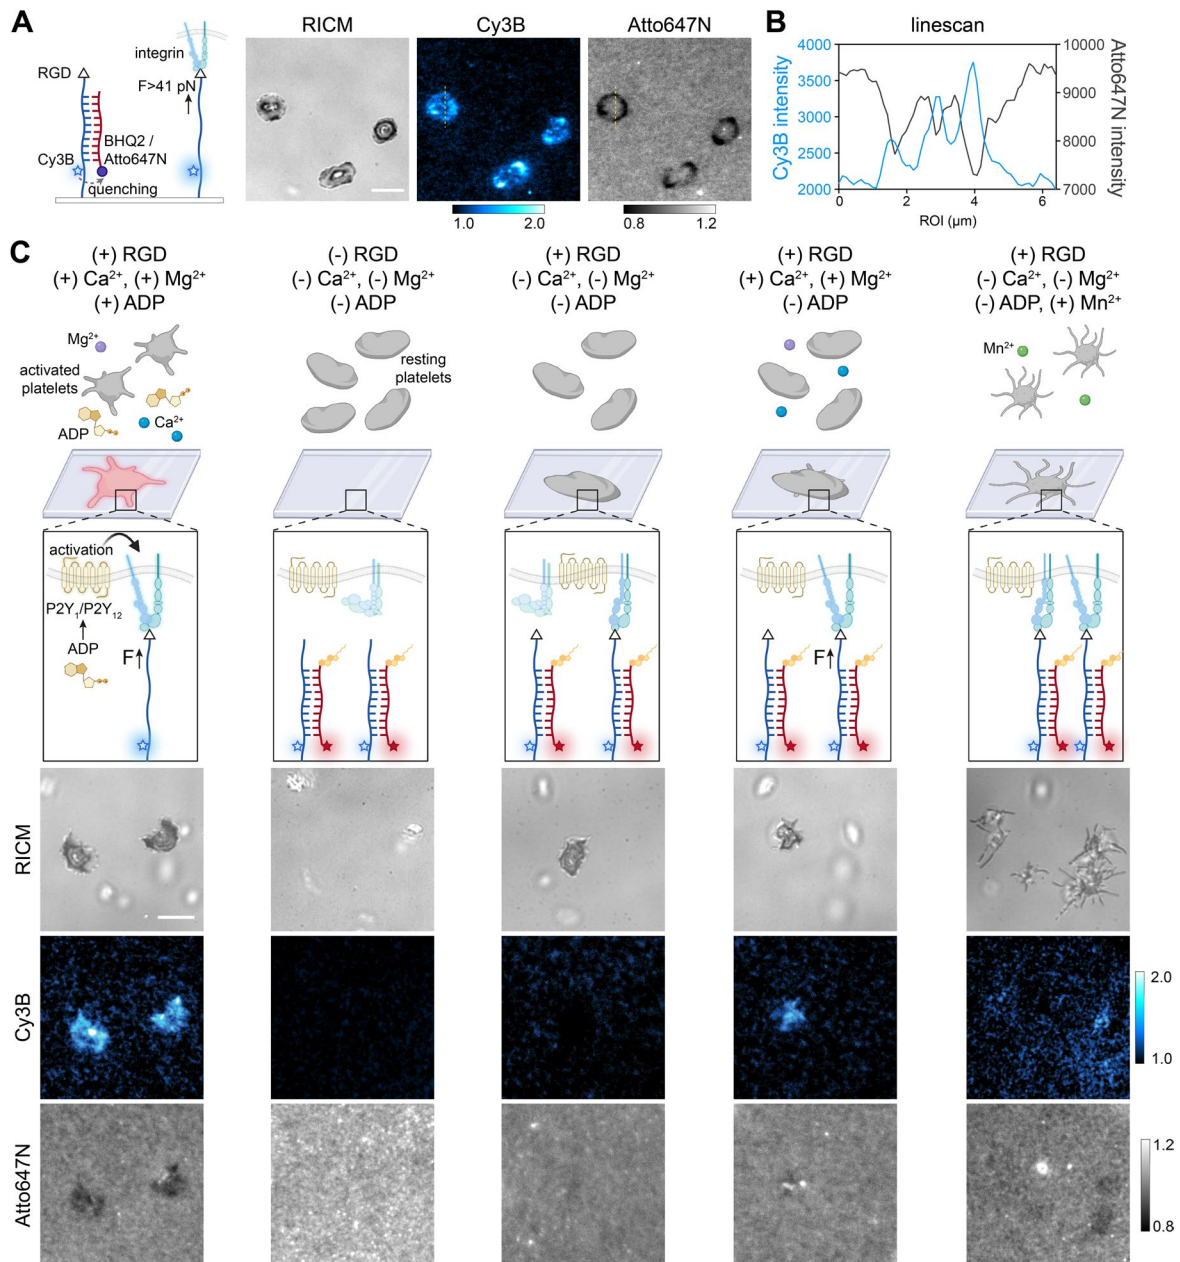 A
RGD
integrin
F>41 pN
BHQ2 /
Atto647N
Cy3B
quenching
RICM
Cy3B
Atto647N
1.0
2.0
0.8
1.2
B
linescan
Cy3B intensity
4000
3500
3000
2500
2000
Atto647N intensity
10000
9000
8000
7000
0
2
4
6
ROI (µm)
C
(+) RGD
(+) Ca²⁺, (+) Mg²⁺
(+) ADP
(-) RGD
(-) Ca²⁺, (-) Mg²⁺
(-) ADP
(+) RGD
(-) Ca²⁺, (-) Mg²⁺
(-) ADP
(+) RGD
(+) Ca²⁺, (+) Mg²⁺
(-) ADP
(+) RGD
(-) Ca²⁺, (-) Mg²⁺
(-) ADP, (+) Mn²⁺
Mg²⁺
activated
platelets
ADP
Ca²⁺
resting
platelets
Mn²⁺
activation
P2Y₁/P2Y₁₂
ADP
F
F
RICM
Cy3B
2.0
1.0
Atto647N
1.2
0.8